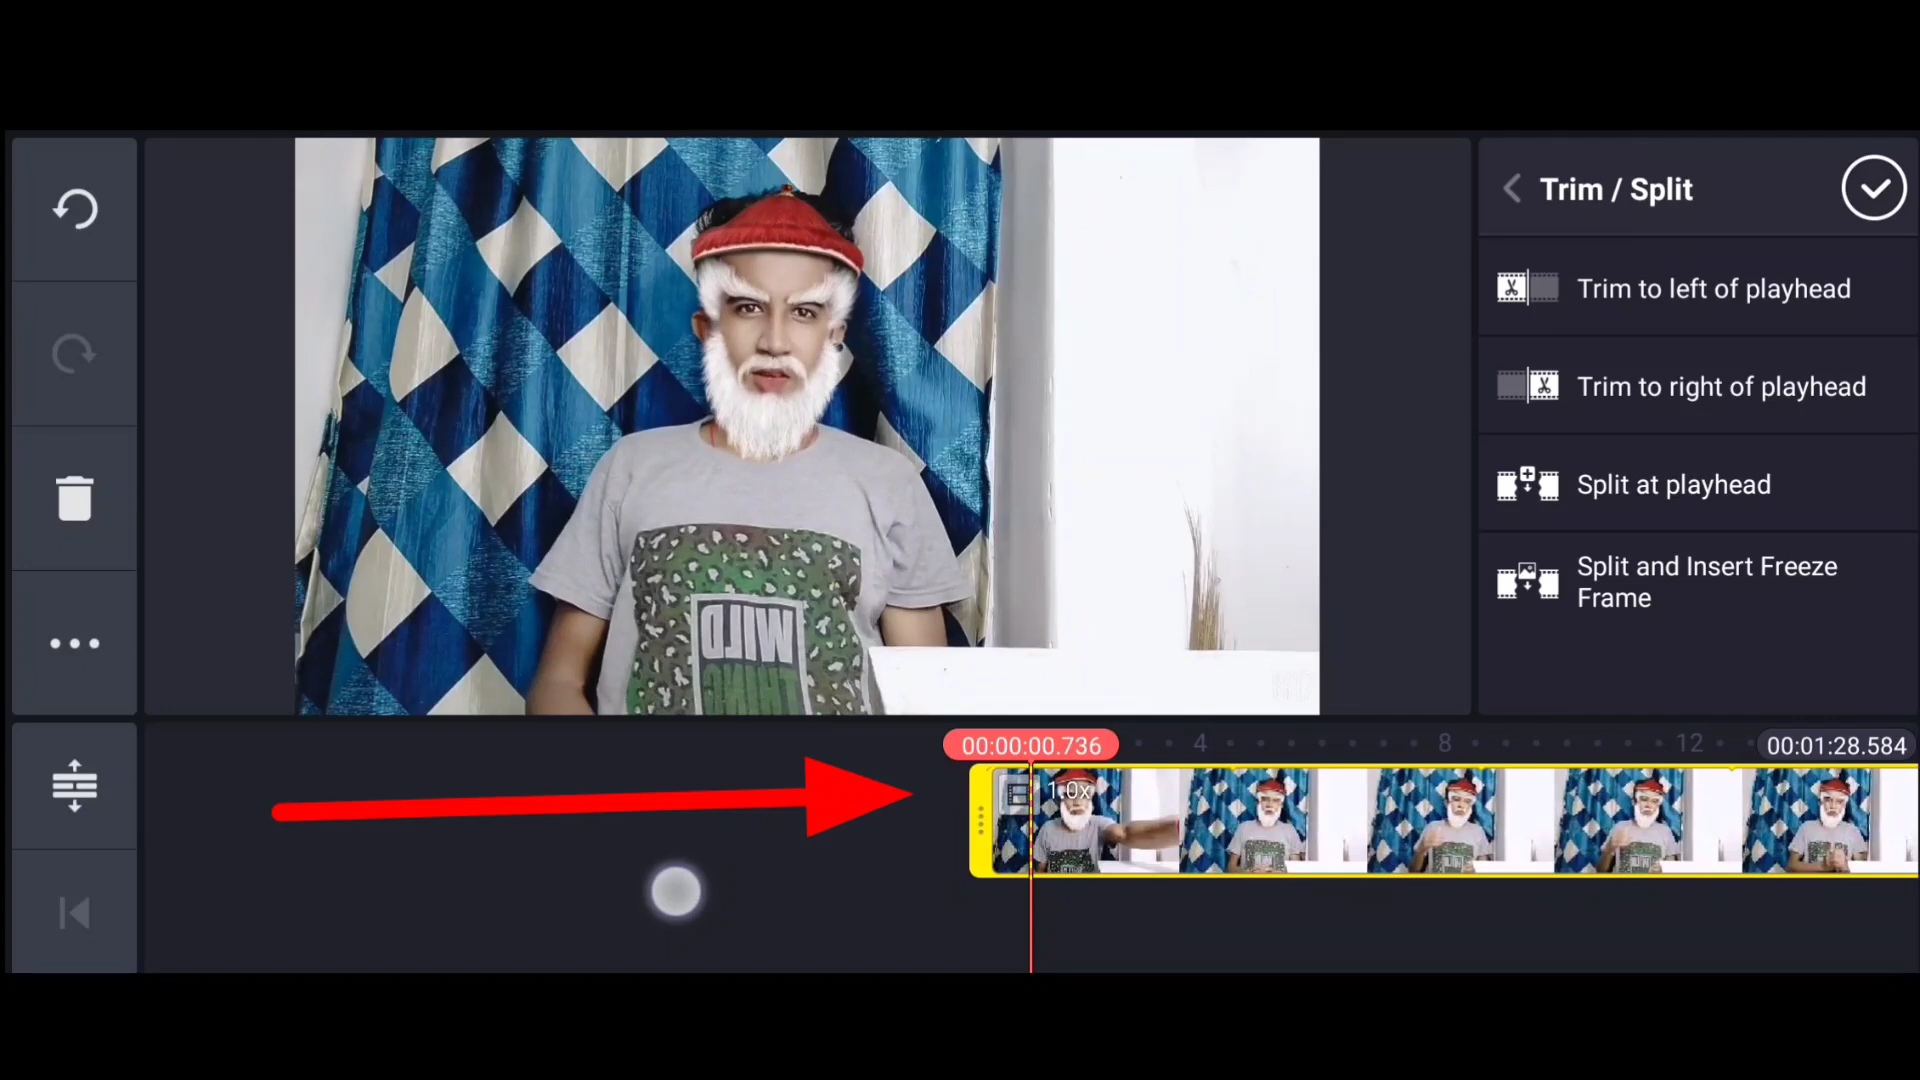 Trim / Split
Trim to left of playhead
Trim to right of playhead
Split at playhead
Split and Insert Freeze
Frame
WILD
THING
00:00:00.736
4
8
12
00:01:28.584
1.0x